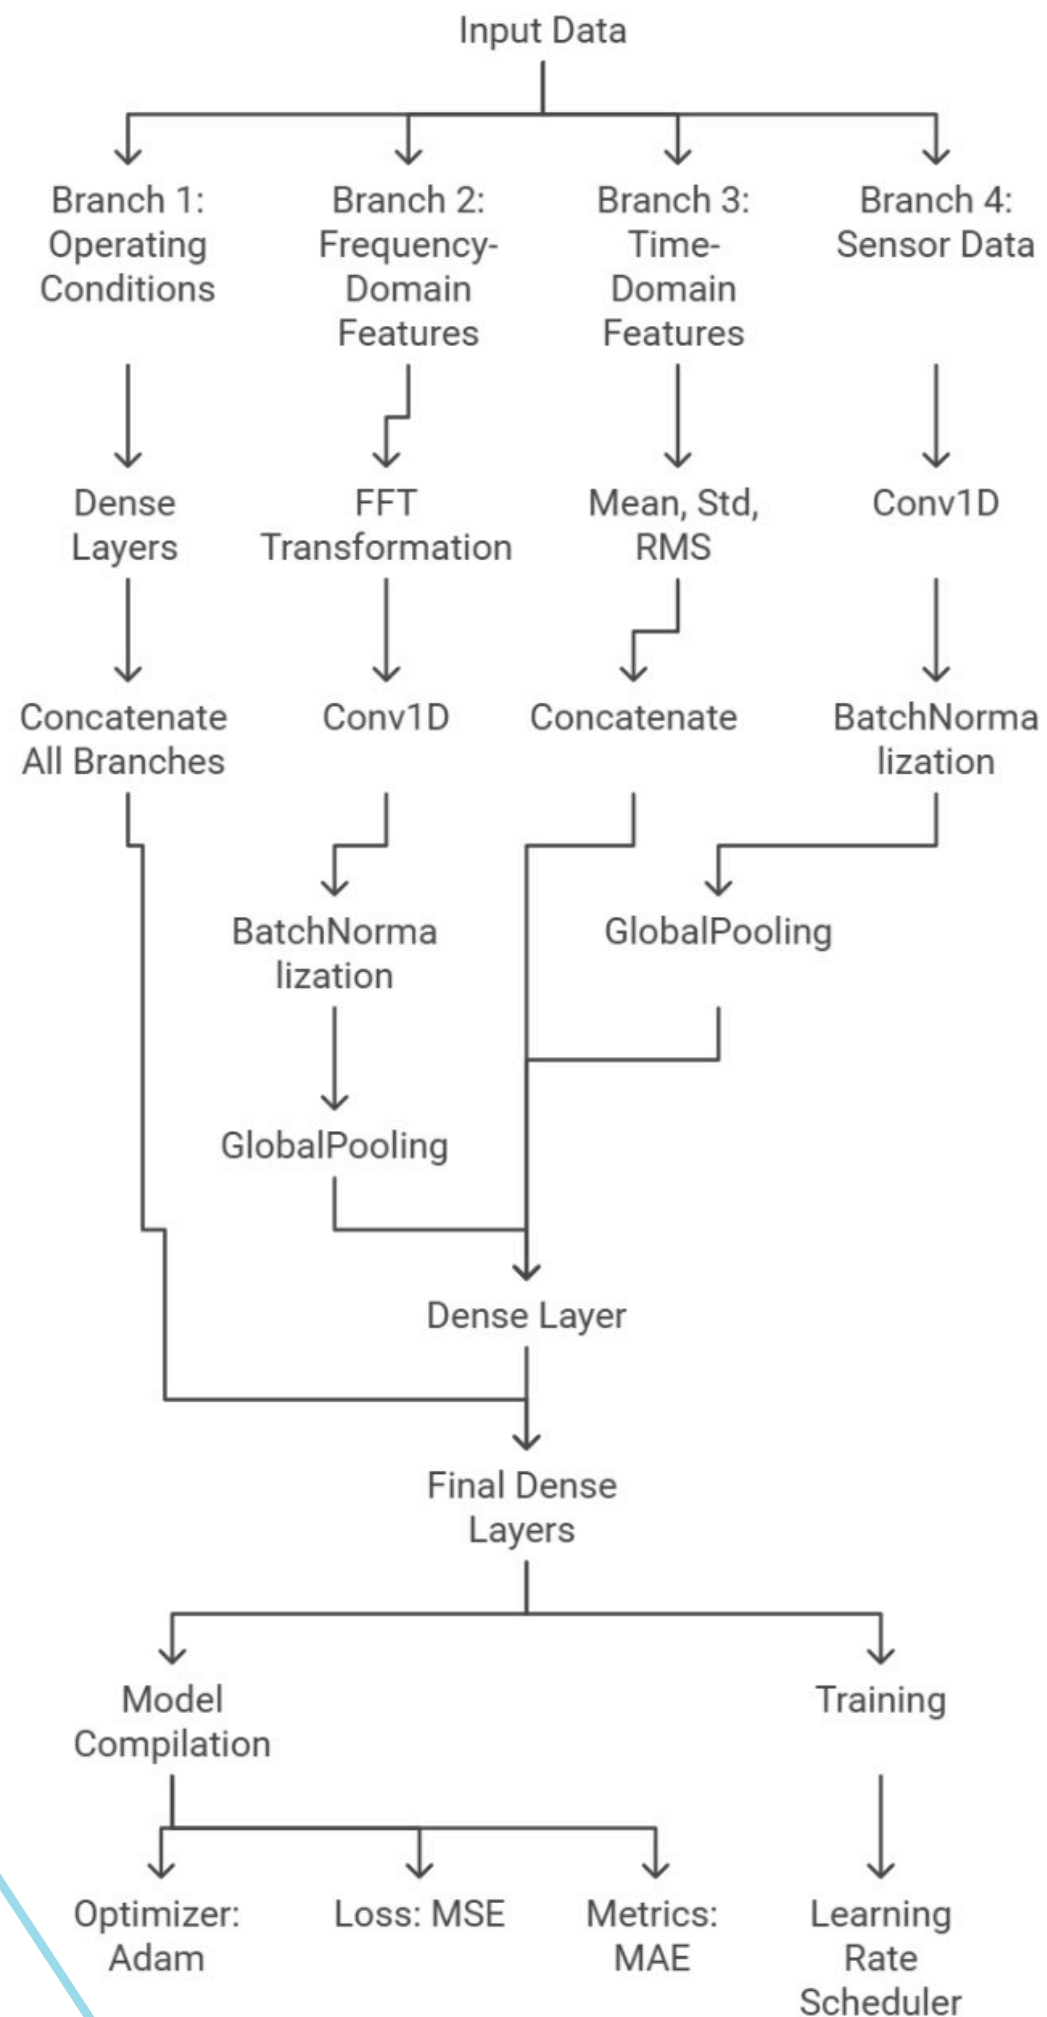 Input Data
Branch 1:
Operating
Conditions
Branch 2:
Frequency-
Domain
Features
Branch 3:
Time-
Domain
Features
Branch 4:
Sensor Data
Dense
Layers
FFT
Transformation
Mean, Std,
RMS
Conv1D
Concatenate
All Branches
Conv1D
Concatenate
BatchNorma
lization
BatchNorma
lization
GlobalPooling
GlobalPooling
Dense Layer
Final Dense
Layers
Model
Compilation
Training
Optimizer:
Adam
Loss: MSE
Metrics:
MAE
Learning
Rate
Scheduler